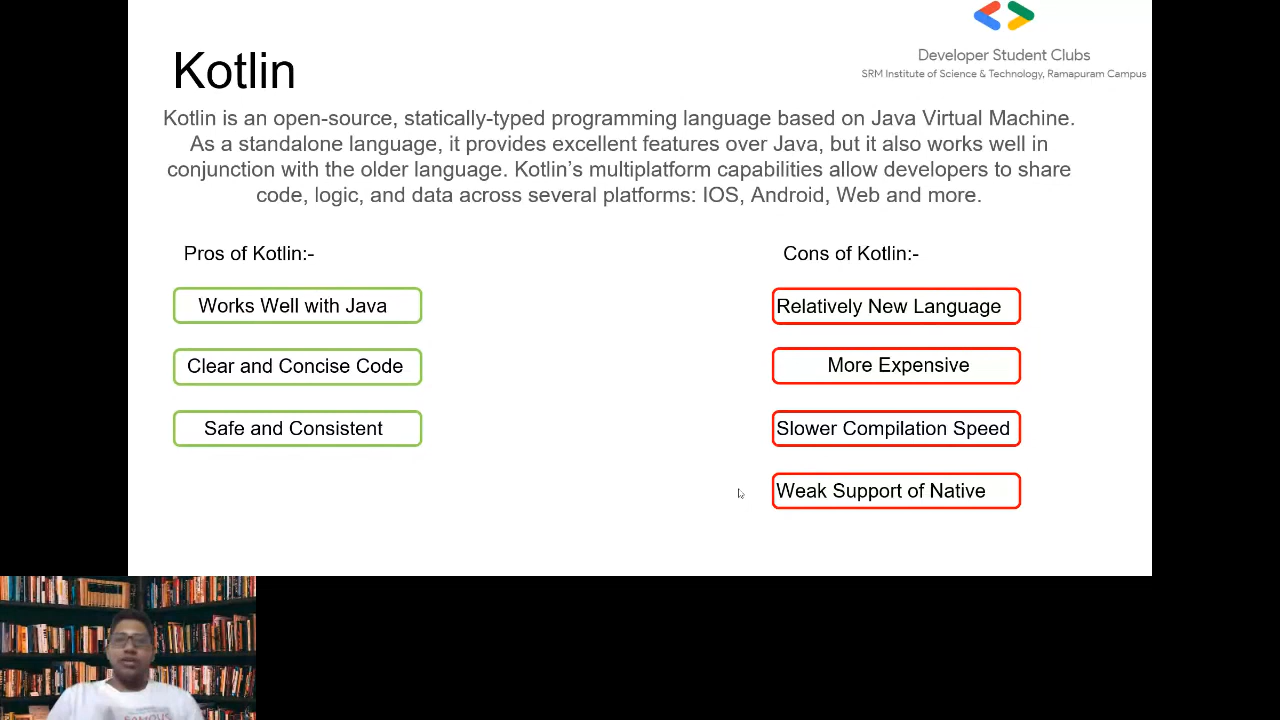 Developer Student Clubs
SRM Institute of Science & Technology, Ramapuram Campus
Kotlin
Kotlin is an open-source, statically-typed programming language based on Java Virtual Machine.
As a standalone language, it provides excellent features over Java, but it also works well in
conjunction with the older language. Kotlin’s multiplatform capabilities allow developers to share
code, logic, and data across several platforms: IOS, Android, Web and more.
Pros of Kotlin:-
Works Well with Java
Clear and Concise Code
Safe and Consistent
Cons of Kotlin:-
Relatively New Language
More Expensive
Slower Compilation Speed
Weak Support of Native
FAMOUS